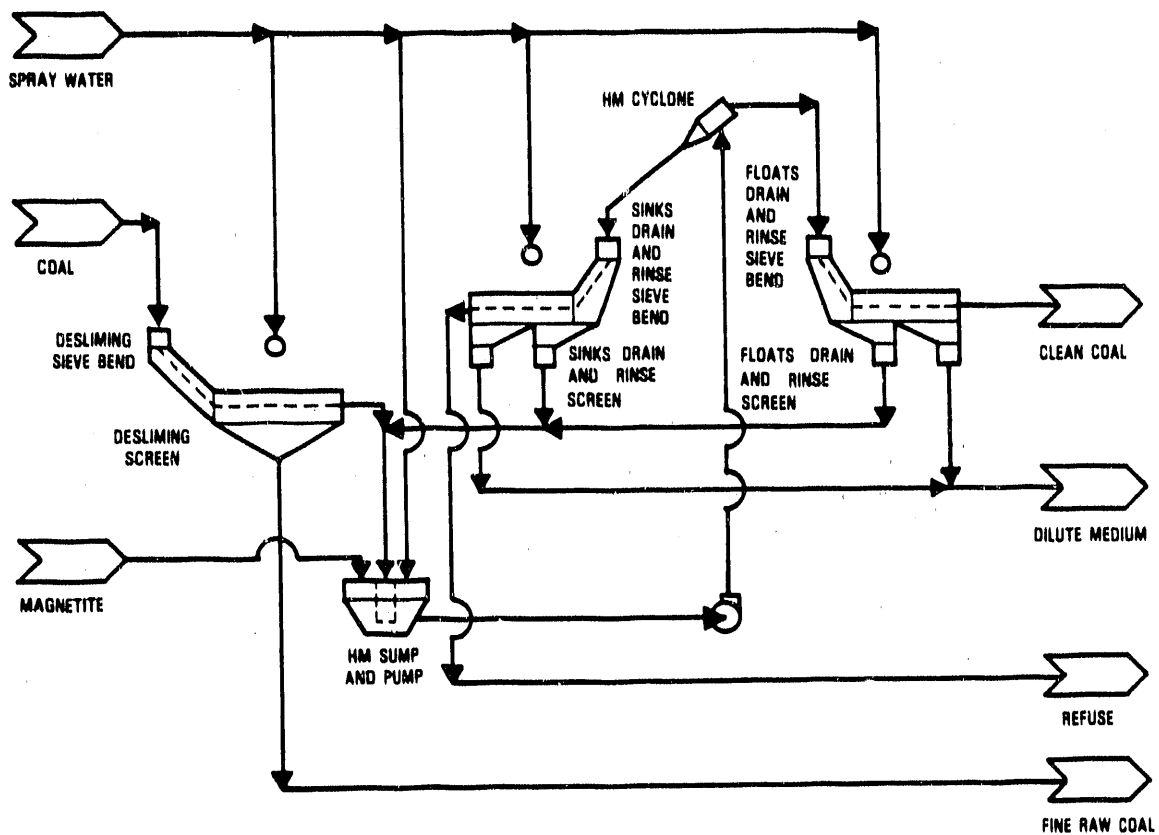 SPRAY WATER
HM CYCLONE
COAL
SINKS
DRAIN
AND
RINSE
SIEVE
BEND
FLOATS
DRAIN
AND
RINSE
SIEVE
BEND
DESLIMING
SIEVE BEND
SINKS DRAIN
AND RINSE
SCREEN
FLOATS DRAIN
AND RINSE
SCREEN
CLEAN COAL
DESLIMING
SCREEN
DILUTE MEDIUM
MAGNETITE
HM SUMP
AND PUMP
REFUSE
FINE RAW COAL